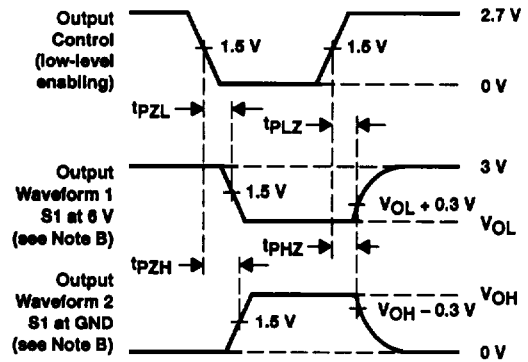 Output
Control
(low-level
enabling)
2.7 V
1.5 V
1.5 V
0 V
tPZL
tPLZ
Output
Waveform 1
S1 at 6 V
(see Note B)
3 V
1.5 V
VOL + 0.3 V
VOL
tPHZ
tPZH
Output
Waveform 2
S1 at GND
(see Note B)
VOH
1.5 V
VOH – 0.3 V
0 V